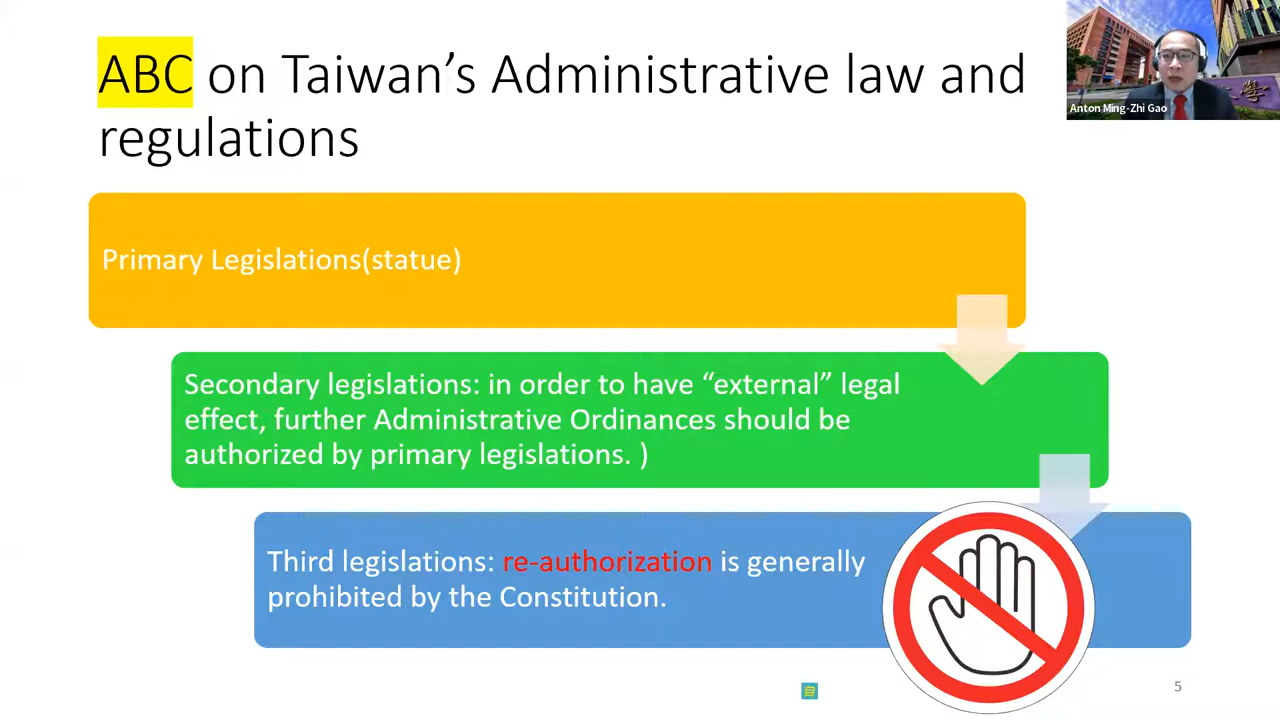 ABC on Taiwan's Administrative law and
regulations
Anton Ming-Zhi Gao
Primary Legislations(statue)
Secondary legislations: in order to have “external” legal
effect, further Administrative Ordinances should be
authorized by primary legislations. )
Third legislations: re-authorization is generally
prohibited by the Constitution.
5